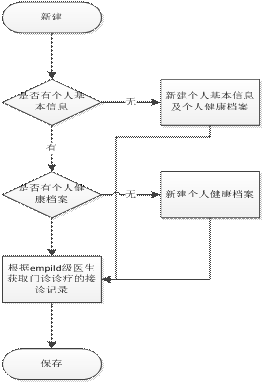 新建
是否有个人基
本信息
无
新建个人基本信息
及个人健康档案
有
是否有个人健
康档案
无
新建个人健康档案
根据empiId级医生
获取门诊诊疗的接
诊记录
保存